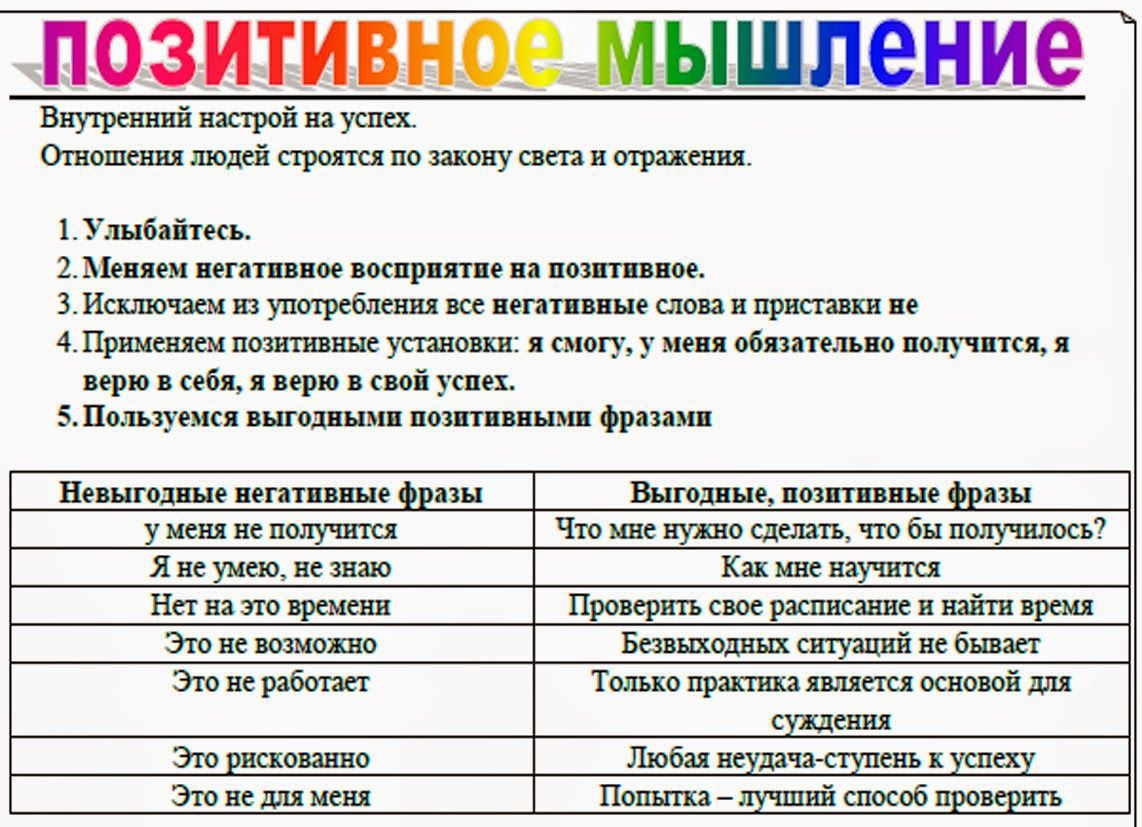 позитивное мышление
Внутренний настрой на успех.
Отношения людей строятся по закону света и отражения.
1. Улыбайтесь.
2. Меняем негативное восприятие на позитивное.
3. Исключаем из употребления все негативные слова и приставки не
4. Применяем позитивные установки: я смогу, у меня обязательно получится, я
верю в себя, я верю в свой успех.
5. Пользуемся выгодными позитивными фразами
Невыгодные негативные фразы Выгодные, позитивные фразы
у меня не получится Что мне нужно сделать, что бы получилось?
Я не умею, не знаю Как мне научится
Нет на это времени Проверить свое расписание и найти время
Это не возможно Безвыходных ситуаций не бывает
Это не работает Только практика является основой для
суждения
Это рискованно Любая неудача-ступень к успеху
Это не для меня Попытка – лучший способ проверить